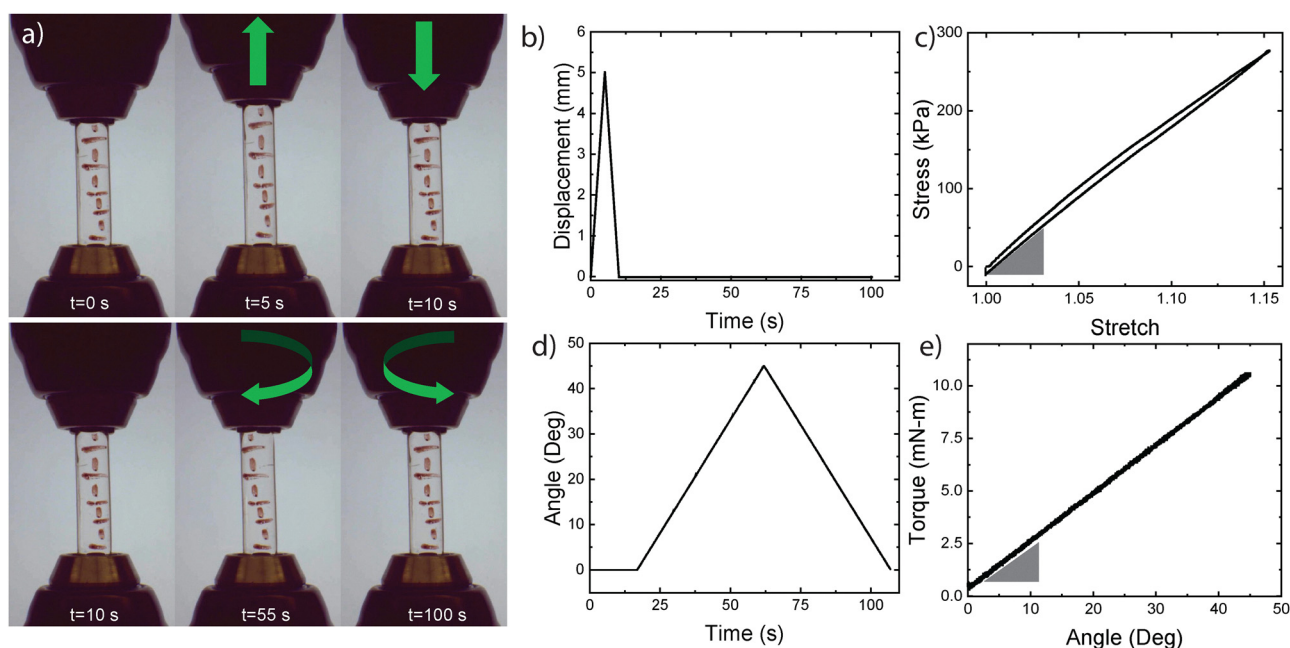 a)
t=0 s
t=5 s
t=10 s
t=10 s
t=55 s
t=100 s
b)
6
5
4
3
2
1
0
0 25 50 75 100
Displacement (mm)
Time (s)
c)
300
200
100
0
1.00 1.05 1.10 1.15
Stress (kPa)
Stretch
d)
50
40
30
20
10
0
0 25 50 75 100
Angle (Deg)
Time (s)
e)
10.0
7.5
5.0
2.5
0.0
0 10 20 30 40 50
Torque (mN-m)
Angle (Deg)